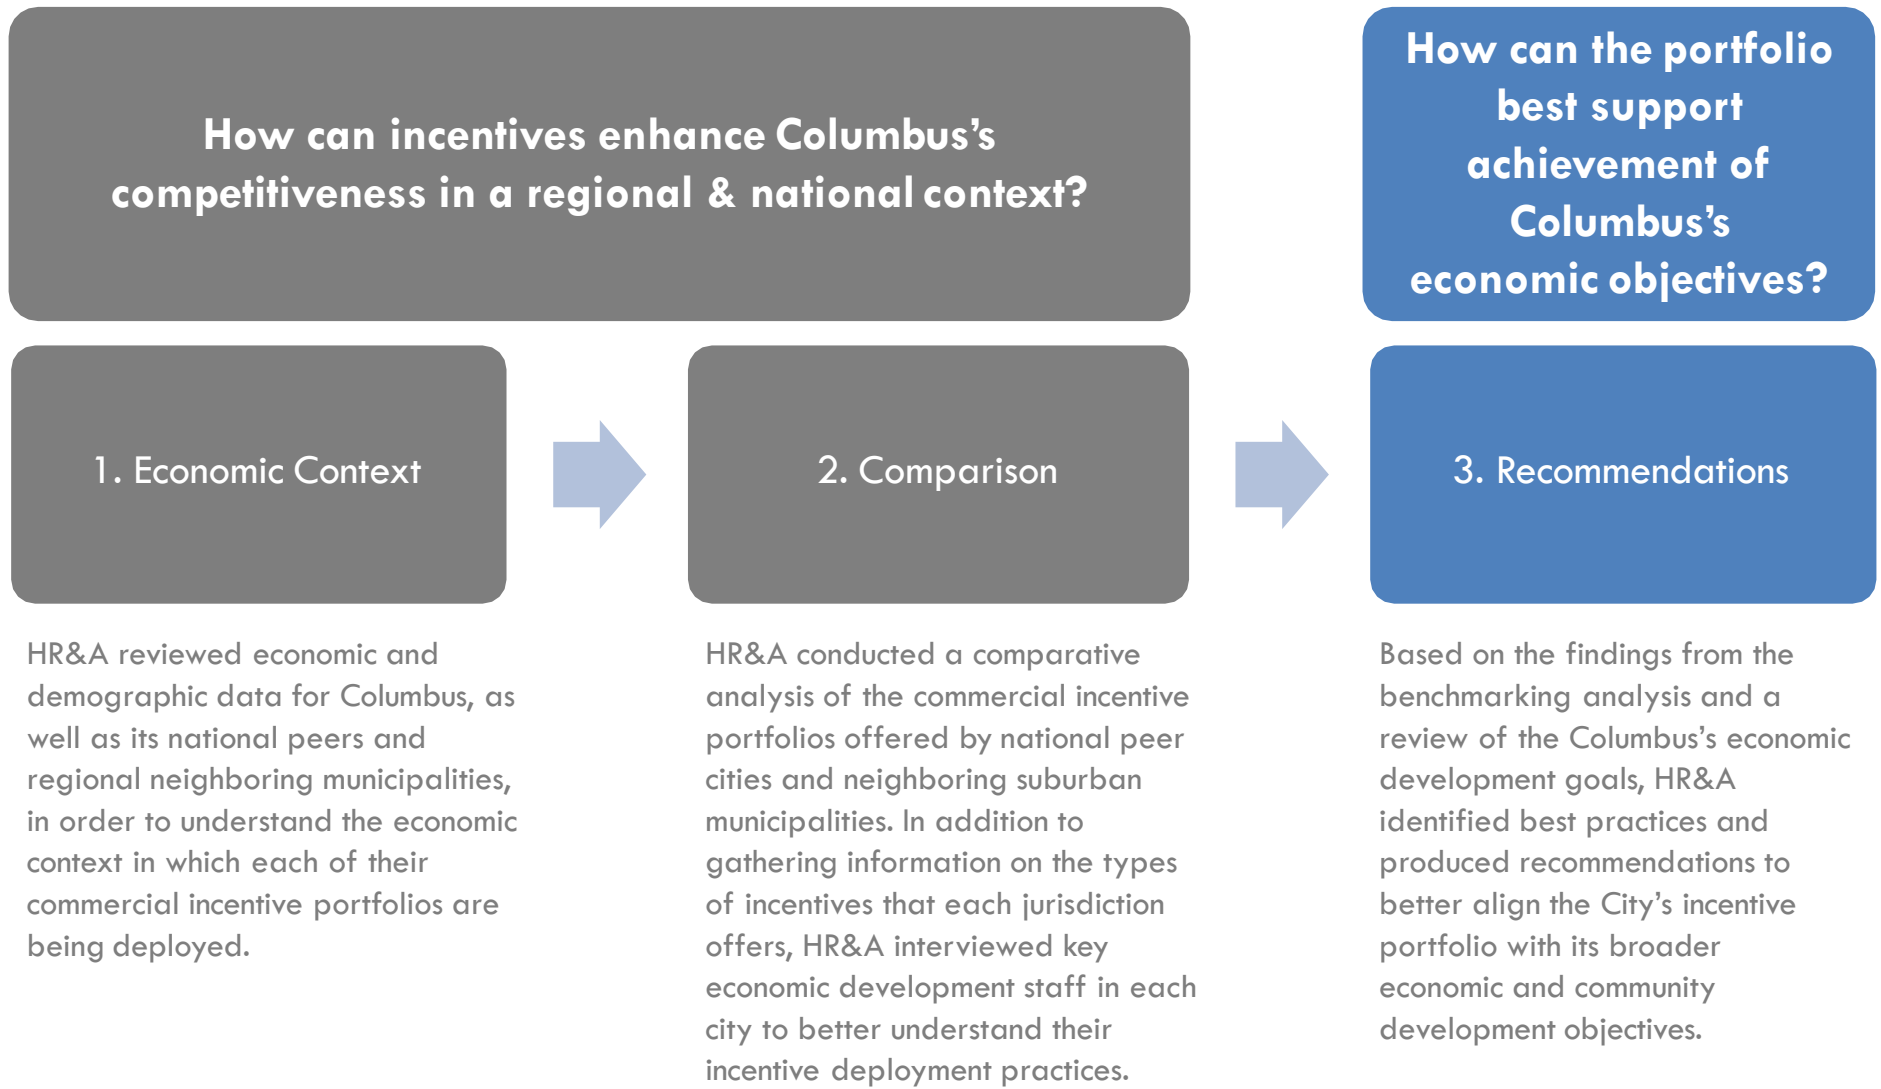 How can incentives enhance Columbus’s
competitiveness in a regional & national context?
How can the portfolio
best support
achievement of
Columbus’s
economic objectives?
1. Economic Context
2. Comparison
3. Recommendations
HR&A reviewed economic and
demographic data for Columbus, as
well as its national peers and
regional neighboring municipalities,
in order to understand the economic
context in which each of their
commercial incentive portfolios are
being deployed.
HR&A conducted a comparative
analysis of the commercial incentive
portfolios offered by national peer
cities and neighboring suburban
municipalities. In addition to
gathering information on the types
of incentives that each jurisdiction
offers, HR&A interviewed key
economic development staff in each
city to better understand their
incentive deployment practices.
Based on the findings from the
benchmarking analysis and a
review of the Columbus’s economic
development goals, HR&A
identified best practices and
produced recommendations to
better align the City’s incentive
portfolio with its broader
economic and community
development objectives.